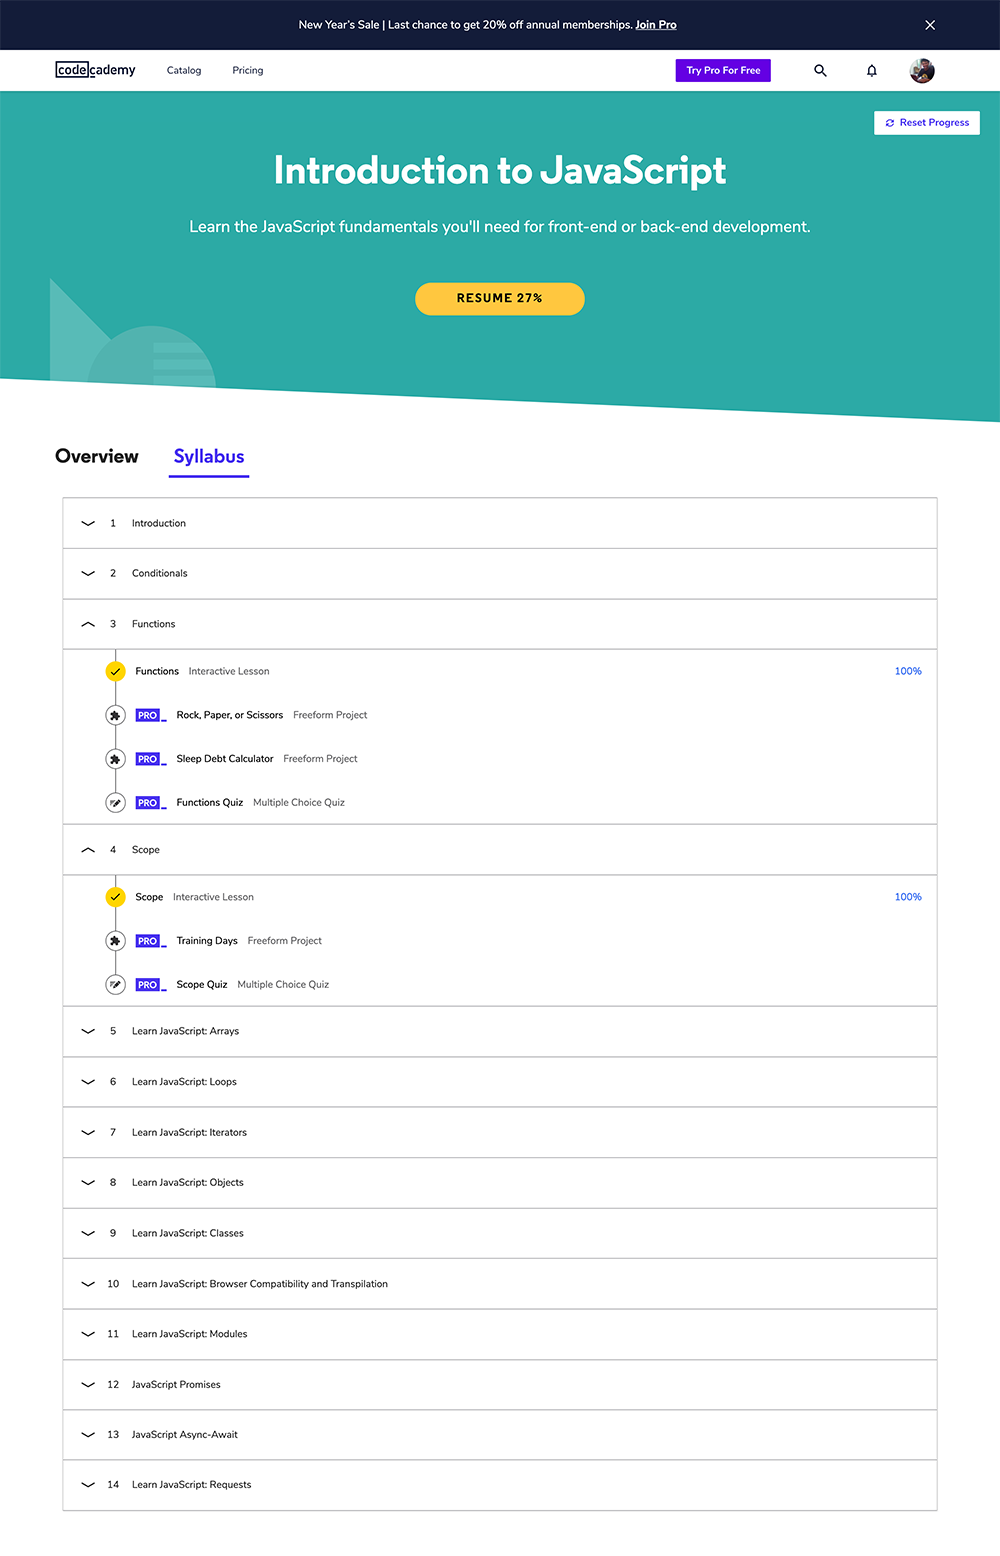 New Year's Sale | Last chance to get 20% off annual memberships. Join Pro
codecademy Catalog Pricing Try Pro For Free
Reset Progress
Introduction to JavaScript
Learn the JavaScript fundamentals you'll need for front-end or back-end development.
RESUME 27%
Overview Syllabus
1 Introduction
2 Conditionals
3 Functions
Functions Interactive Lesson 100%
PRO Rock, Paper, or Scissors Freeform Project
PRO Sleep Debt Calculator Freeform Project
PRO Functions Quiz Multiple Choice Quiz
4 Scope
Scope Interactive Lesson 100%
PRO Training Days Freeform Project
PRO Scope Quiz Multiple Choice Quiz
5 Learn JavaScript: Arrays
6 Learn JavaScript: Loops
7 Learn JavaScript: Iterators
8 Learn JavaScript: Objects
9 Learn JavaScript: Classes
10 Learn JavaScript: Browser Compatibility and Transpilation
11 Learn JavaScript: Modules
12 JavaScript Promises
13 JavaScript Async-Await
14 Learn JavaScript: Requests